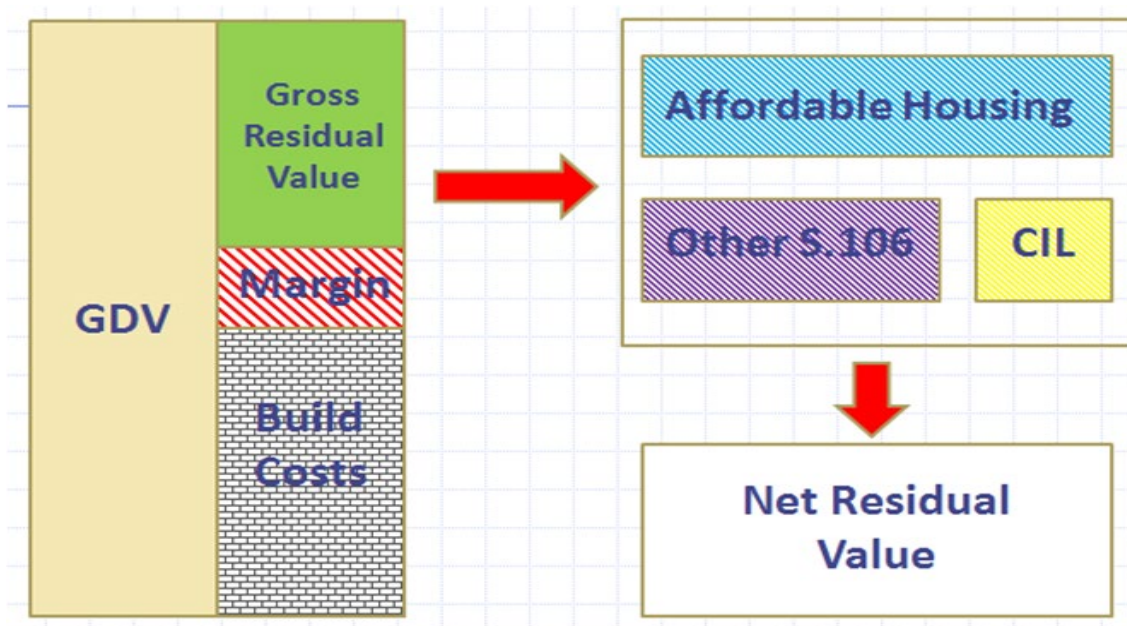 GDV
Gross
Residual
Value
Margin
Build
Costs
Affordable Housing
Other S.106
CIL
Net Residual
Value